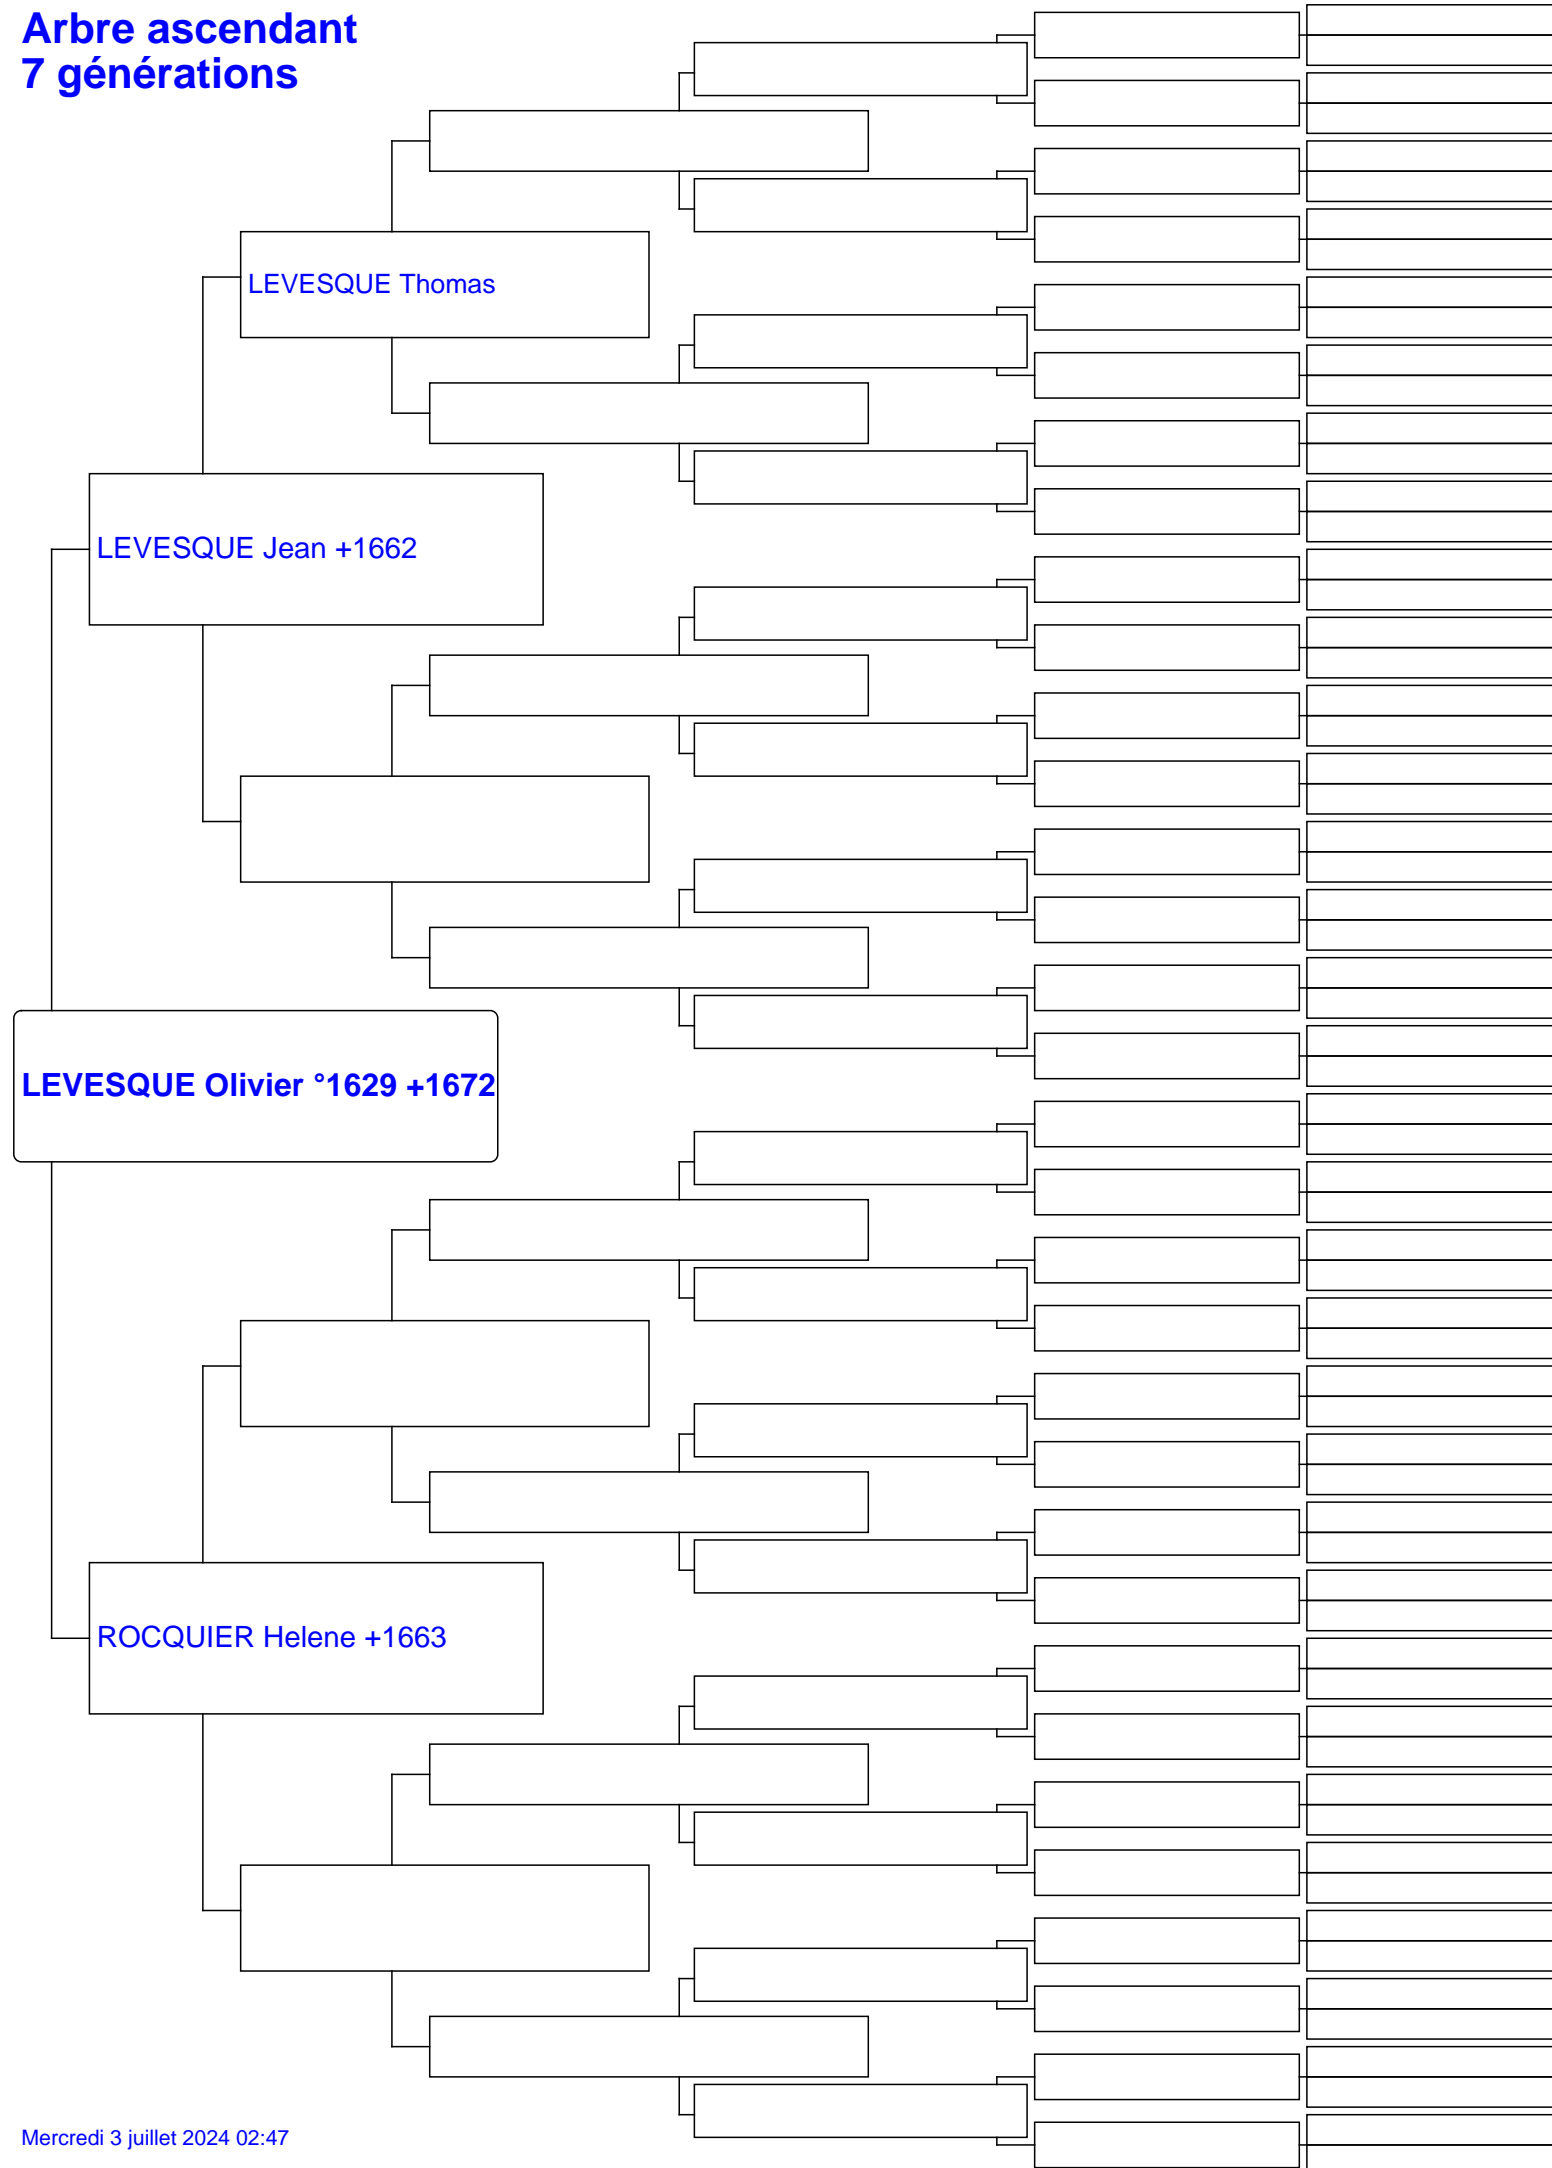 Arbre ascendant
7 générations
LEVESQUE Thomas
LEVESQUE Jean +1662
LEVESQUE Olivier °1629 +1672
ROCQUIER Helene +1663
Mercredi 3 juillet 2024 02:47